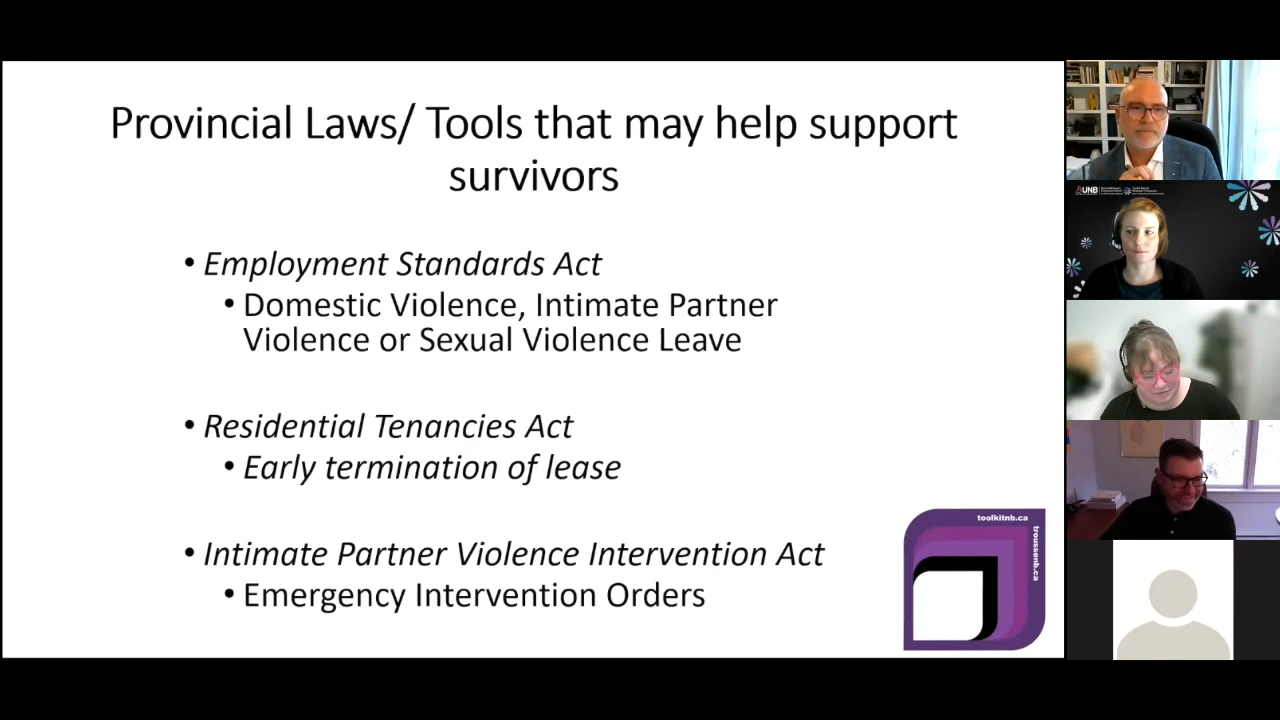 Provincial Laws/ Tools that may help support
survivors
• Employment Standards Act
• Domestic Violence, Intimate Partner
Violence or Sexual Violence Leave
• Residential Tenancies Act
• Early termination of lease
• Intimate Partner Violence Intervention Act
• Emergency Intervention Orders
toolkitnb.ca
troussenb.ca
UNB